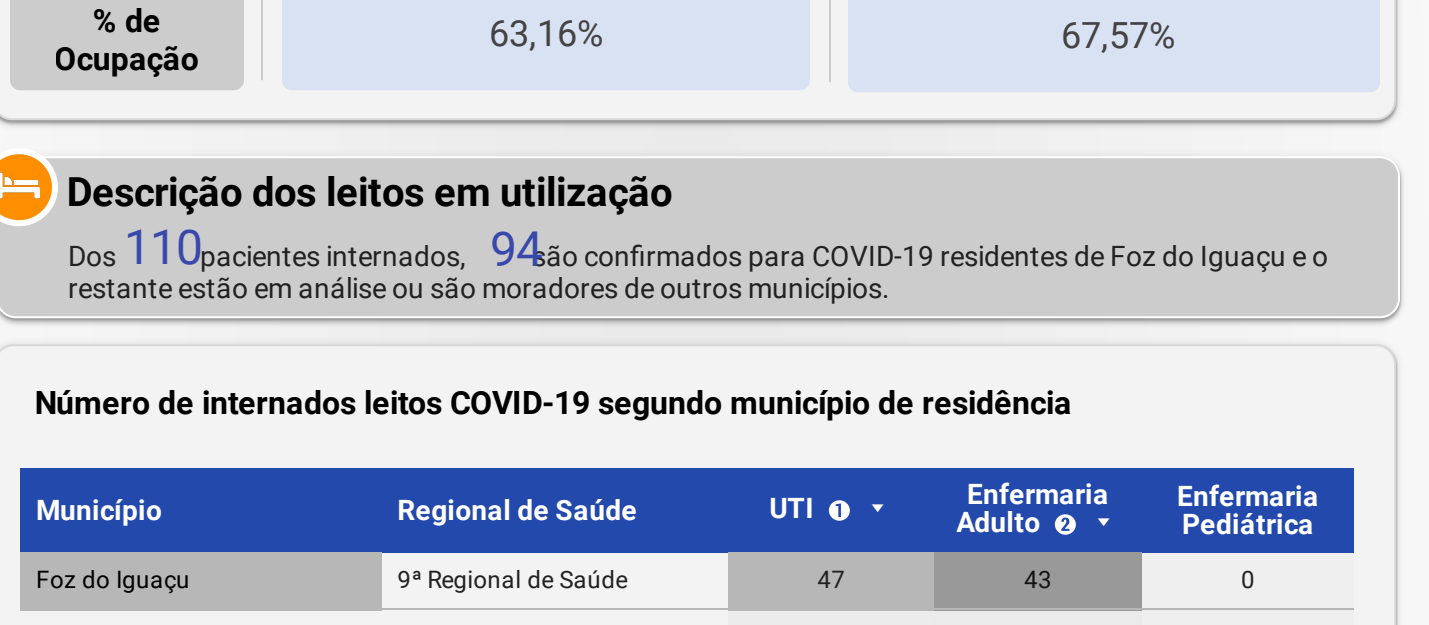 % de
Ocupação
63,16%
67,57%
Descrição dos leitos em utilização
Dos 110 pacientes internados, 94 são confirmados para COVID-19 residentes de Foz do Iguaçu e o
restante estão em análise ou são moradores de outros municípios.
Número de internados leitos COVID-19 segundo município de residência
Município
Regional de Saúde
UTI 1
Enfermaria
Adulto 2
Enfermaria
Pediátrica
Foz do Iguaçu
9ª Regional de Saúde
47
43
0